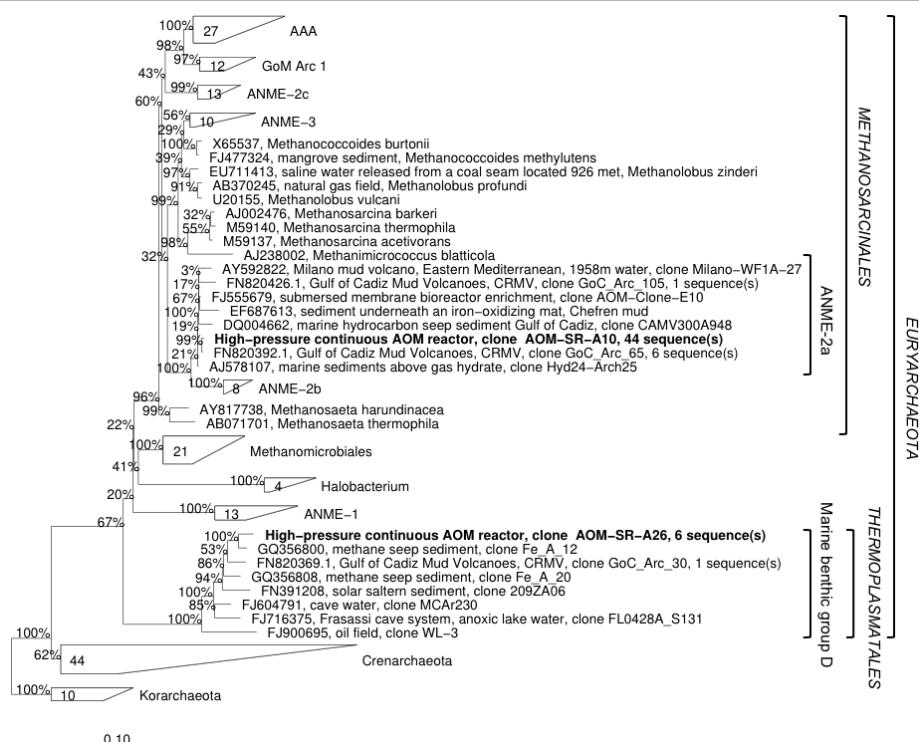 100% 27 AAA
98%
97% 12 GoM Arc 1
43%
99% 13 ANME−2c
60%
56% 10 ANME−3
29%
100% X65537, Methanococcoides burtonii
39% FJ477324, mangrove sediment, Methanococcoides methylutens
97% EU711413, saline water released from a coal seam located 926 met, Methanolobus zinderi
91% AB370245, natural gas field, Methanolobus profundi
99% U20155, Methanolobus vulcani
32% AJ002476, Methanosarcina barkeri
55% M59140, Methanosarcina thermophila
98% M59137, Methanosarcina acetivorans
32% AJ238002, Methanimicrococcus blatticola
3% AY592822, Milano mud volcano, Eastern Mediterranean, 1958m water, clone Milano−WF1A−27
17% FN820426.1, Gulf of Cadiz Mud Volcanoes, CRMV, clone GoC_Arc_105, 1 sequence(s)
67% FJ555679, submersed membrane bioreactor enrichment, clone AOM−Clone−E10
100% EF687613, sediment underneath an iron−oxidizing mat, Chefren mud
19% DQ004662, marine hydrocarbon seep sediment Gulf of Cadiz, clone CAMV300A948
99% High−pressure continuous AOM reactor, clone AOM−SR−A10, 44 sequence(s)
21% FN820392.1, Gulf of Cadiz Mud Volcanoes, CRMV, clone GoC_Arc_65, 6 sequence(s)
100% AJ578107, marine sediments above gas hydrate, clone Hyd24−Arch25
100% 8 ANME−2b
96%
99% AY817738, Methanosaeta harundinacea
22% AB071701, Methanosaeta thermophila
100% 21 Methanomicrobiales
41%
100% 4 Halobacterium
20%
100% 13 ANME−1
67%
100% High−pressure continuous AOM reactor, clone AOM−SR−A26, 6 sequence(s)
53% GQ356800, methane seep sediment, clone Fe_A_12
86% FN820369.1, Gulf of Cadiz Mud Volcanoes, CRMV, clone GoC_Arc_30, 1 sequence(s)
94% GQ356808, methane seep sediment, clone Fe_A_20
100% FN391208, solar saltern sediment, clone 209ZA06
85% FJ604791, cave water, clone MCAr230
100% FJ716375, Frasassi cave system, anoxic lake water, clone FL0428A_S131
FJ900695, oil field, clone WL−3
100%
62% 44 Crenarchaeota
100% 10 Korarchaeota
0.10
ANME−2a
METHANOSARCINALES
Marine benthic group D
THERMOPLASMATALES
EURYARCHAEOTA